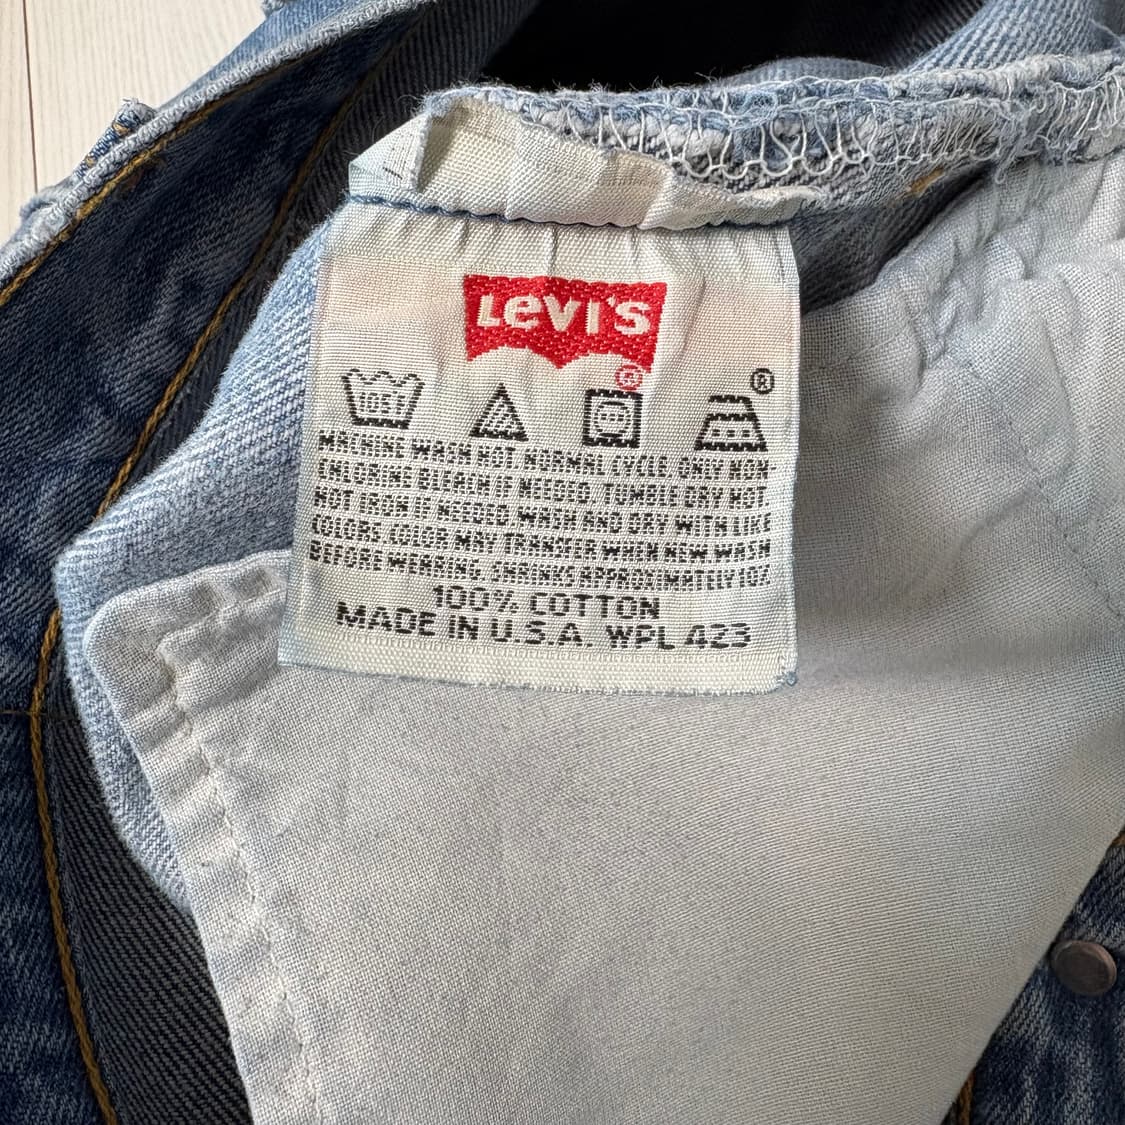 Levi's
®
®
105F
MACHINE WASH HOT NORMAL CYCLE. ONLY NON-
CHLORINE BLEACH IF NEEDED. TUMBLE DRY HOT.
HOT IRON IF NEEDED. WASH AND DRY WITH LIKE
COLORS. COLOR MAY TRANSFER WHEN NEW. WASH
BEFORE WEARING. SHRINKS APPROXIMATELY 10%
100% COTTON
MADE IN U.S.A. WPL 423